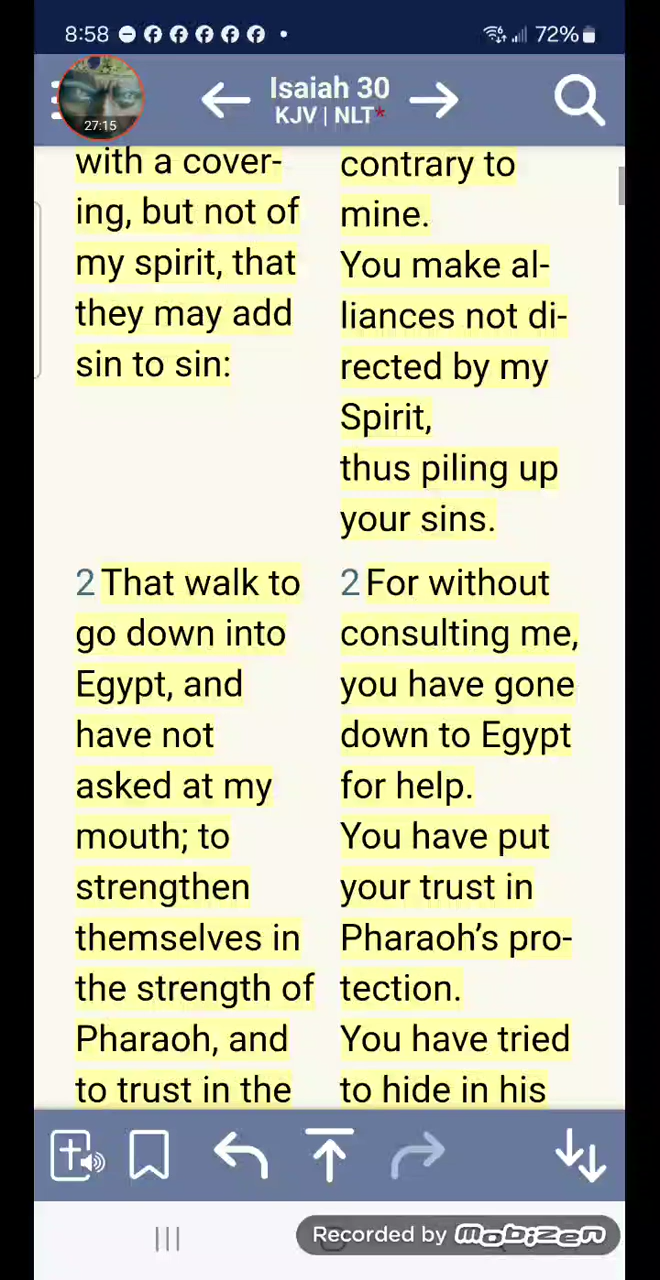 8:58
72%
27:15
Isaiah 30
KJV | NLT*
with a cover-
ing, but not of
my spirit, that
they may add
sin to sin:
contrary to
mine.
You make al-
liances not di-
rected by my
Spirit,
thus piling up
your sins.
2 That walk to
go down into
Egypt, and
have not
asked at my
mouth; to
strengthen
themselves in
the strength of
Pharaoh, and
to trust in the
2 For without
consulting me,
you have gone
down to Egypt
for help.
You have put
your trust in
Pharaoh’s pro-
tection.
You have tried
to hide in his
Recorded by mobizen